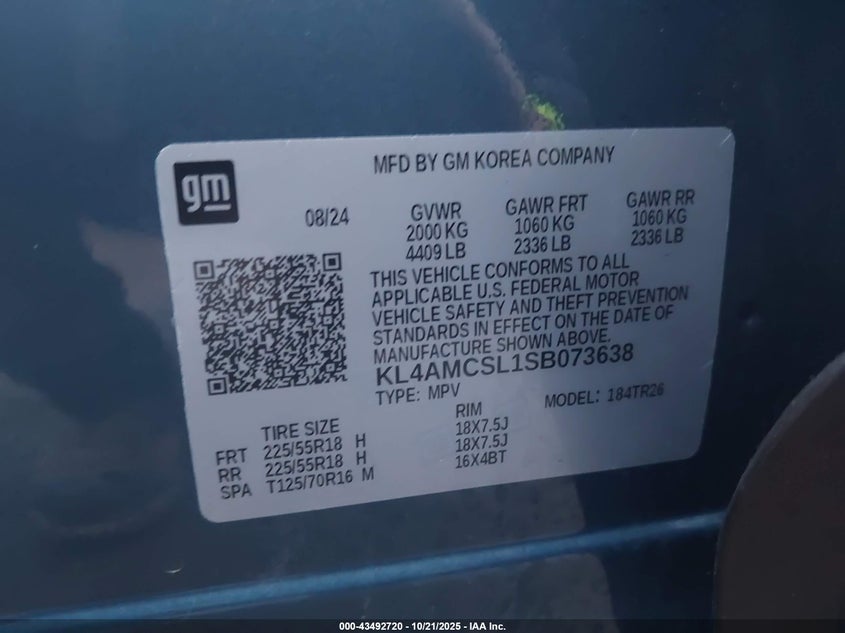 gm
MFD BY GM KOREA COMPANY
08/24
GVWR
2000 KG
4409 LB
GAWR FRT
1060 KG
2336 LB
GAWR RR
1060 KG
2336 LB
THIS VEHICLE CONFORMS TO ALL
APPLICABLE U.S. FEDERAL MOTOR
VEHICLE SAFETY AND THEFT PREVENTION
STANDARDS IN EFFECT ON THE DATE OF
MANUFACTURE SHOWN ABOVE.
KL4AMCSL1SB073638
TYPE: MPV
MODEL: 184TR26
TIRE SIZE RIM
FRT 225/55R18 H 18X7.5J
RR 225/55R18 H 18X7.5J
SPA T125/70R16 M 16X4BT
000-43492720 - 10/21/2025 - IAA Inc.